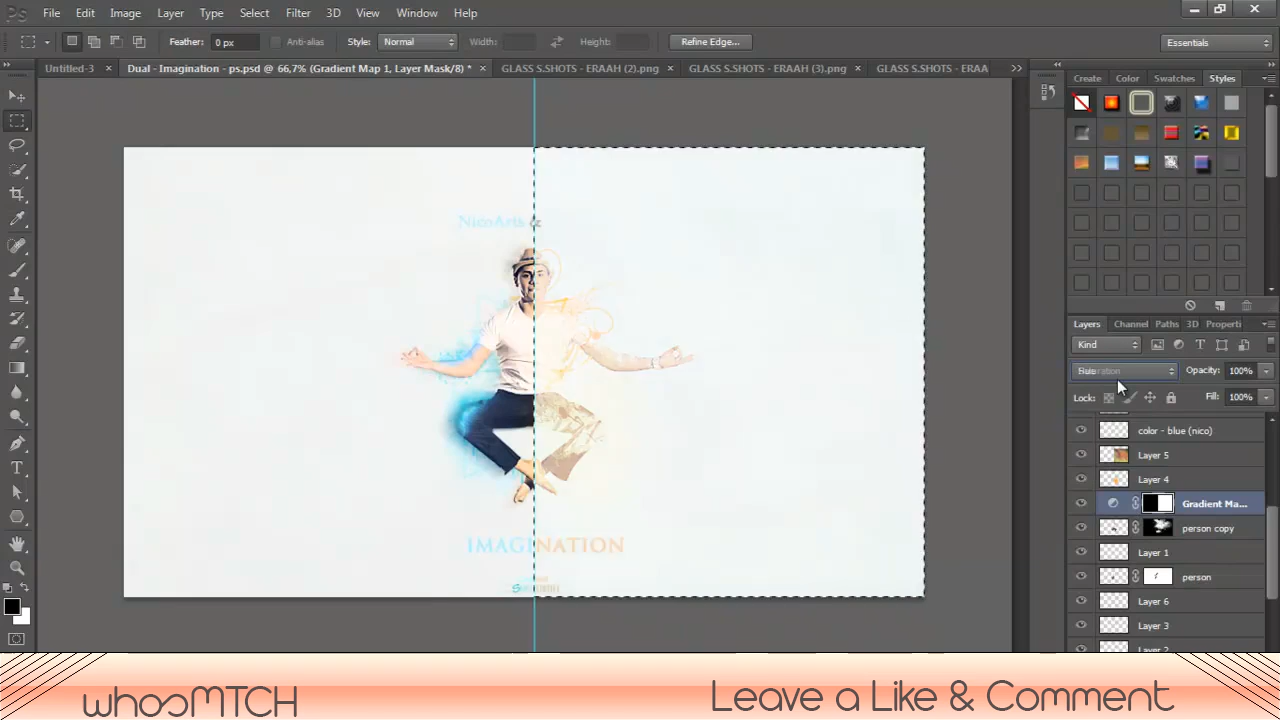 Ps File Edit Image Layer Type Select Filter 3D View Window Help
Feather: 0 px Anti-alias Style: Normal Width: Height: Refine Edge... Essentials
Untitled-3 × Dual - Imagination - ps.psd @ 66,7% (Gradient Map 1, Layer Mask/8) * × GLASS S.SHOTS - ERAAH (2).png × GLASS S.SHOTS - ERAAH (3).png × GLASS S.SHOTS - ERAA
Create Color Swatches Styles
NicoArts &
IMAGINATION
Layers Channel Paths 3D Properti
Kind
Opacity: 100%
Lock: Fill: 100%
color - blue (nico)
Layer 5
Layer 4
Gradient Ma...
person copy
Layer 1
person
Layer 6
Layer 3
Layer 2
whoosMTCH
Leave a Like & Comment